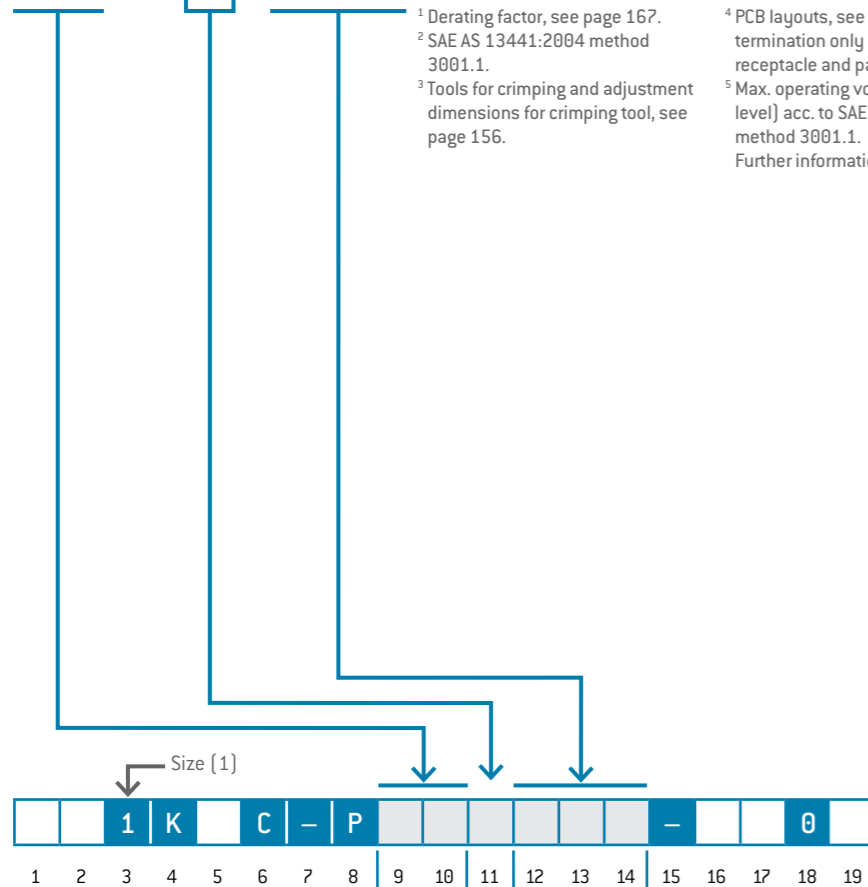 ¹ Derating factor, see page 167.
² SAE AS 13441:2004 method
3001.1.
³ Tools for crimping and adjustment
dimensions for crimping tool, see
page 156.
⁴ PCB layouts, see
termination only
receptacle and
⁵ Max. operating
level) acc. to SAE
method 3001.1.
Further
Size (1)
1 K C – P – 0
1 2 3 4 5 6 7 8 9 10 11 12 13 14 15 16 17 18 19